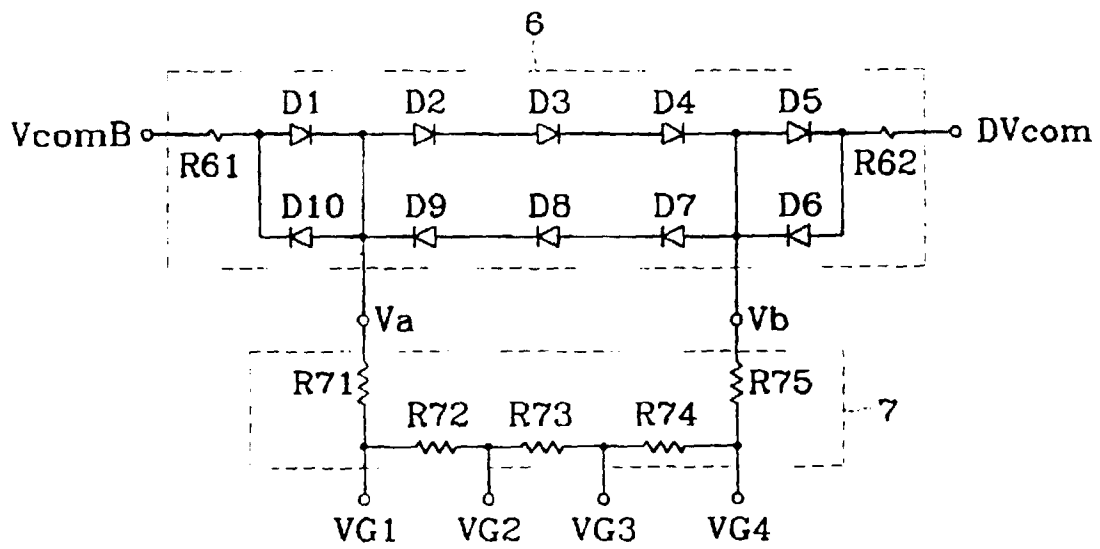 6
D1 D2 D3 D4 D5
VcomB DVcom
R61 R62
D10 D9 D8 D7 D6
Va Vb
R71 R75
R72 R73 R74 7
VG1 VG2 VG3 VG4